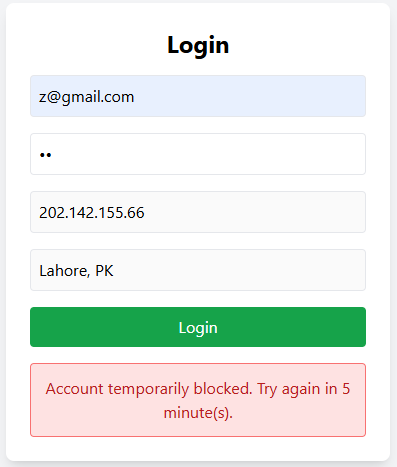 Login
z@gmail.com
••
202.142.155.66
Lahore, PK
Login
Account temporarily blocked. Try again in 5
minute(s).